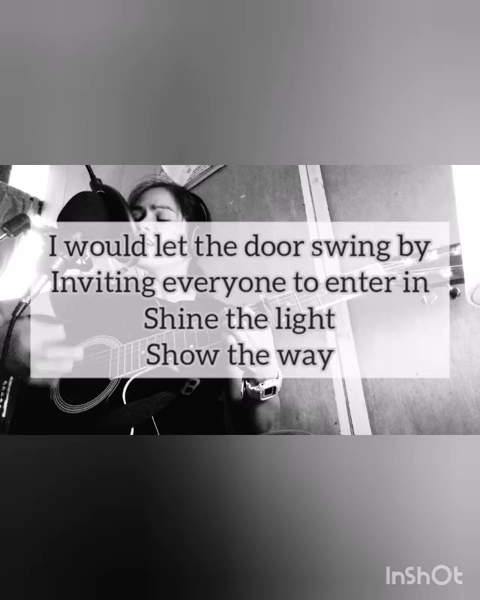 I would let the door swing by
Inviting everyone to enter in
Shine the light
Show the way
InShOt